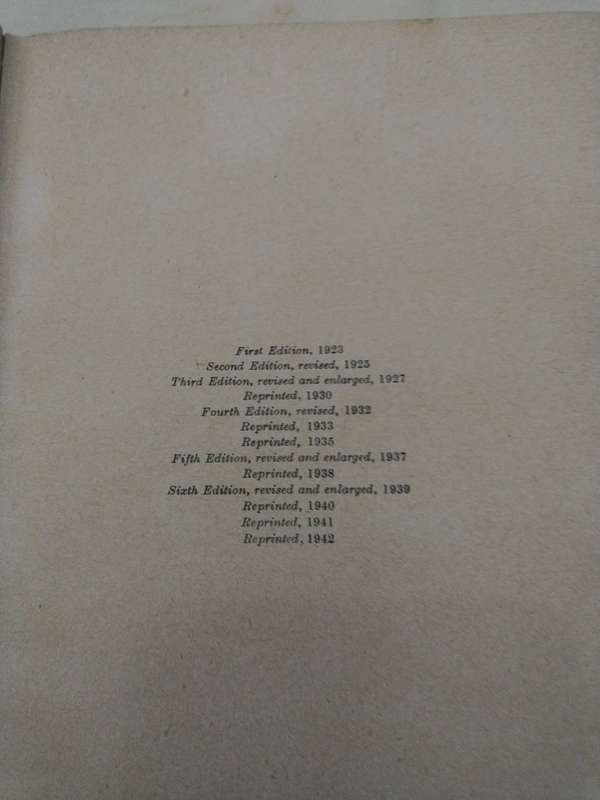 First Edition, 1923
Second Edition, revised, 1925
Third Edition, revised and enlarged, 1927
Reprinted, 1930
Fourth Edition, revised, 1932
Reprinted, 1933
Reprinted, 1935
Fifth Edition, revised and enlarged, 1937
Reprinted, 1938
Sixth Edition, revised and enlarged, 1939
Reprinted, 1940
Reprinted, 1941
Reprinted, 1942